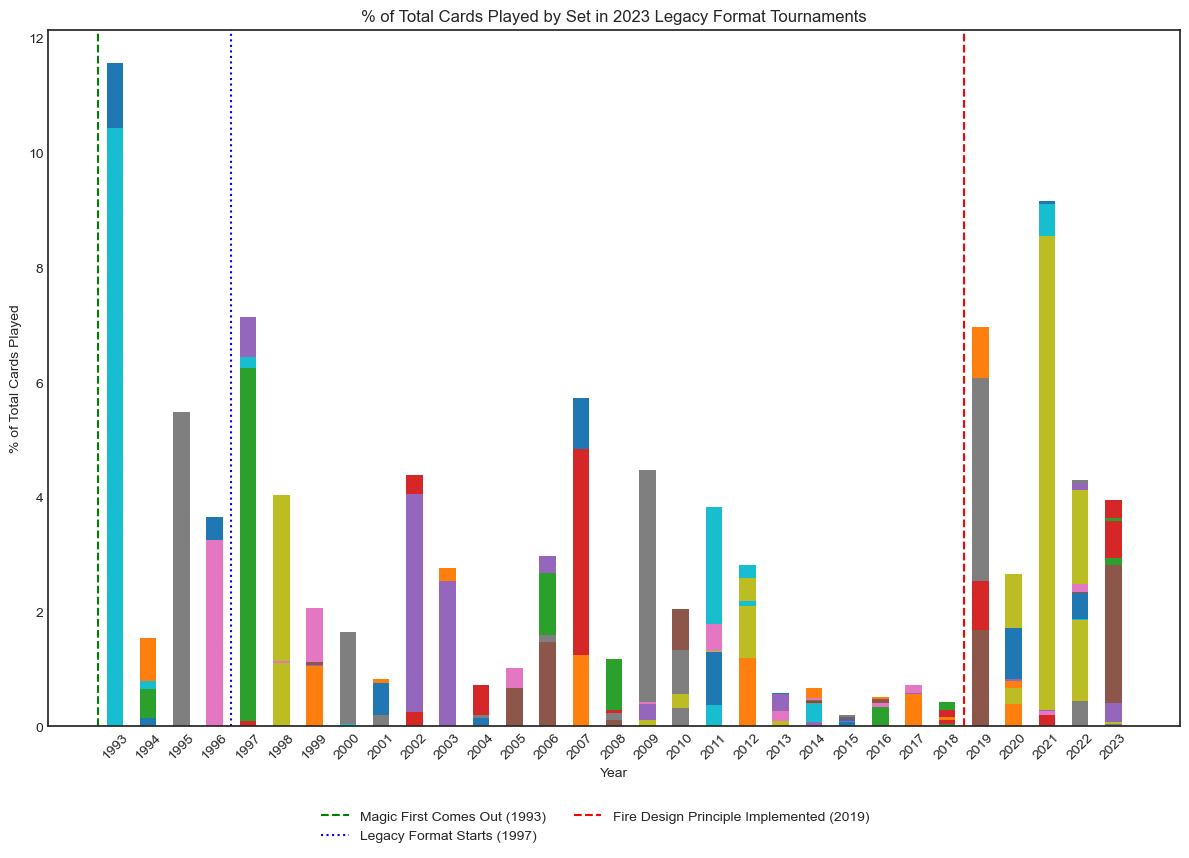 % of Total Cards Played by Set in 2023 Legacy Format Tournaments
% of Total Cards Played
12
10
8
6
4
2
0
1993 1994 1995 1996 1997 1998 1999 2000 2001 2002 2003 2004 2005 2006 2007 2008 2009 2010 2011 2012 2013 2014 2015 2016 2017 2018 2019 2020 2021 2022 2023
Year
Magic First Comes Out (1993)
Legacy Format Starts (1997)
Fire Design Principle Implemented (2019)